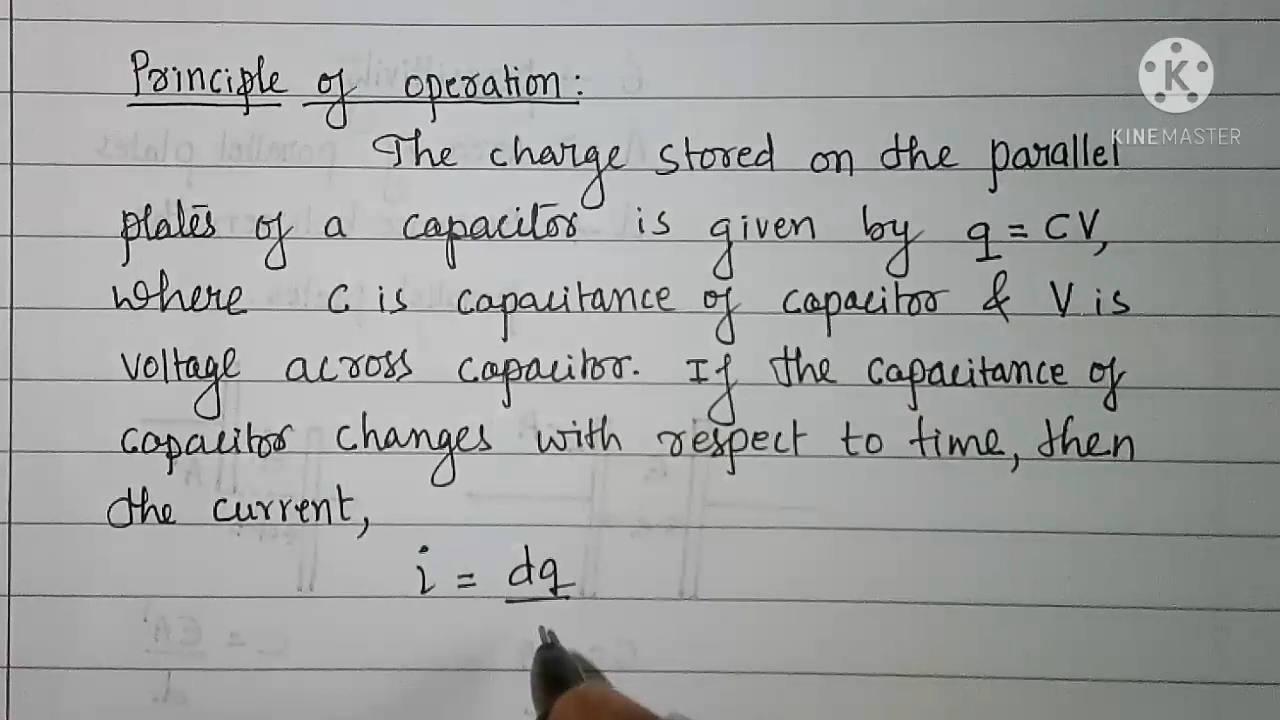 Principle of operation:
K
KINEMASTER
The charge stored on the parallel
plates of a capacitor is given by q = CV,
where C is capacitance of capacitor & V is
voltage across capacitor. If the capacitance of
capacitor changes with respect to time, then
the current,
i = dq
C = EA
d